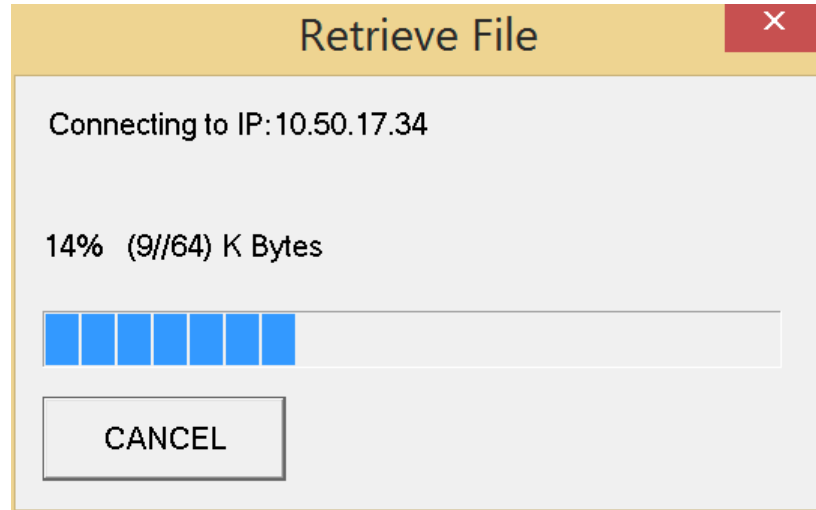 Retrieve File
Connecting to IP:10.50.17.34
14% (9//64) K Bytes
CANCEL